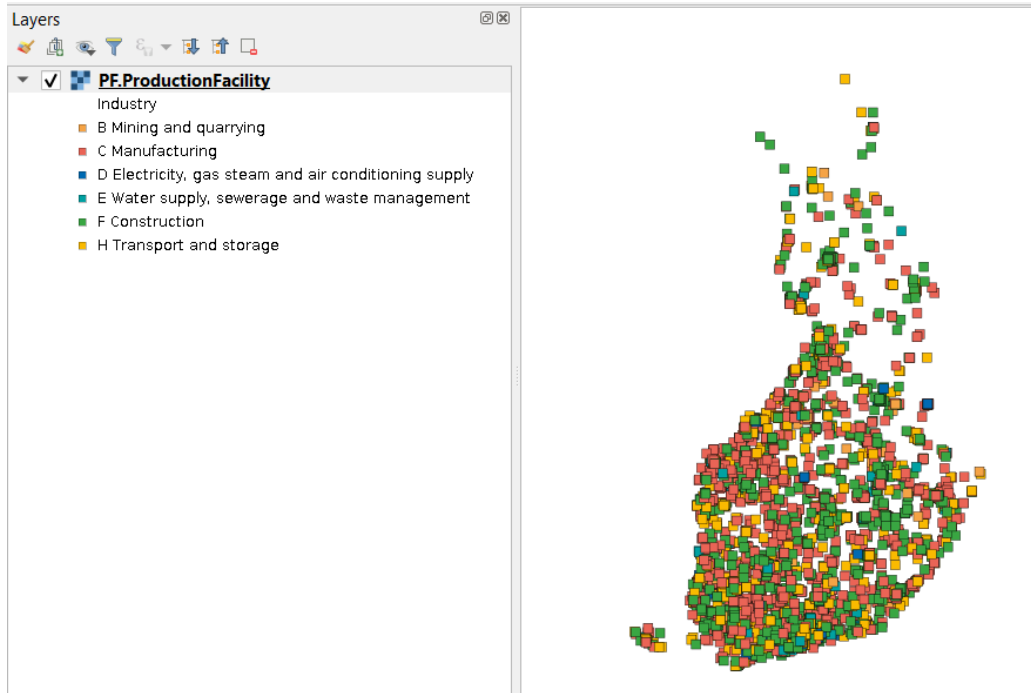 Layers
PF.ProductionFacility
Industry
B Mining and quarrying
C Manufacturing
D Electricity, gas steam and air conditioning supply
E Water supply, sewerage and waste management
F Construction
H Transport and storage